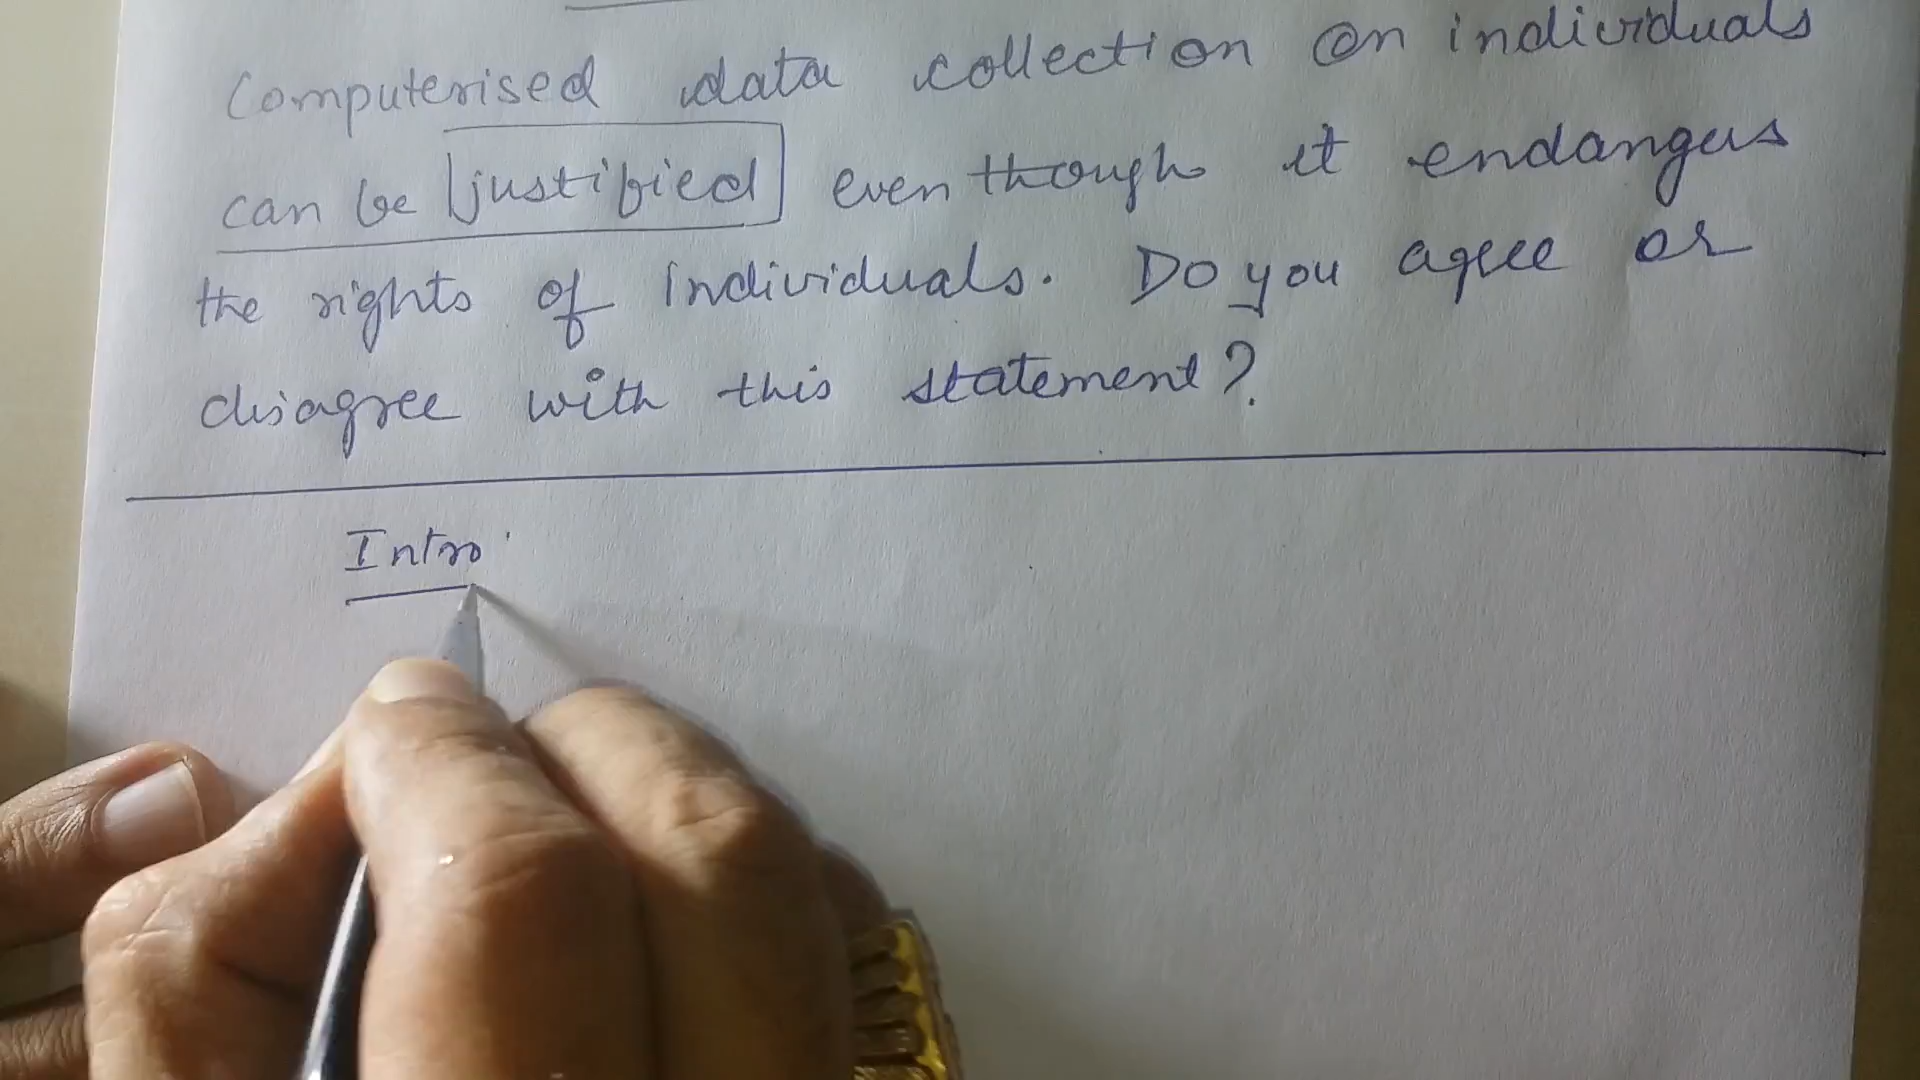 Computerised data collection on individuals
can be justified even though it endangers
the rights of individuals. Do you agree or
disagree with this statement?
Intro